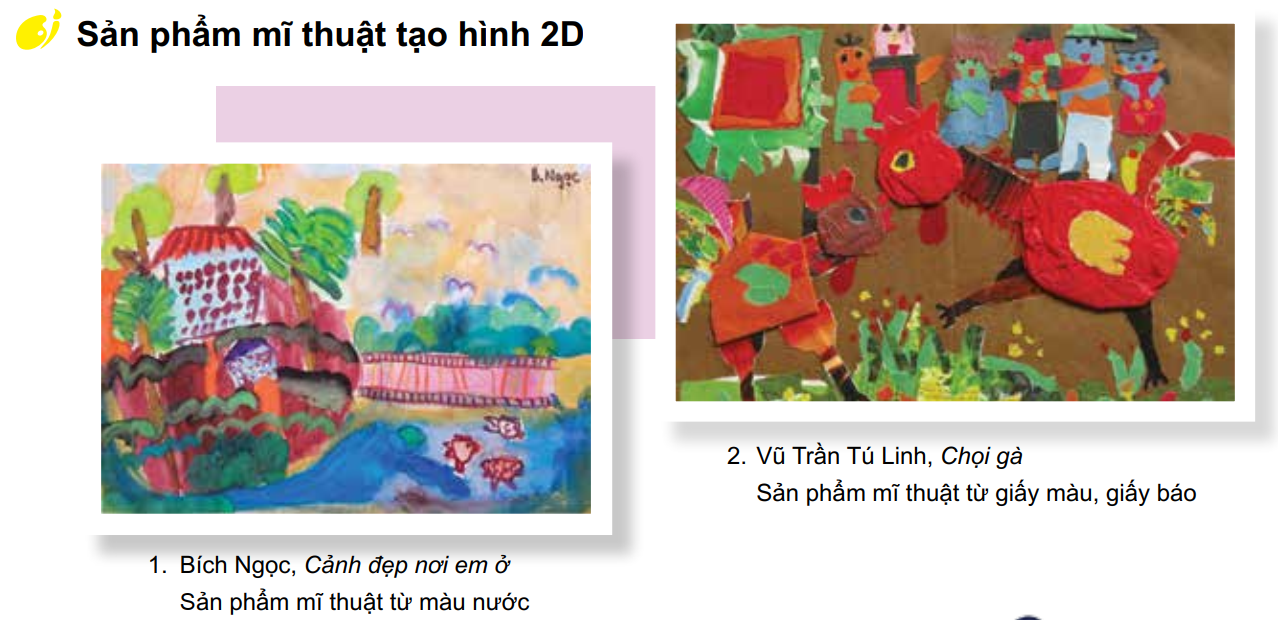 Sản phẩm mĩ thuật tạo hình 2D
B. Ngọc
1. Bích Ngọc, Cảnh đẹp nơi em ở
Sản phẩm mĩ thuật từ màu nước
2. Vũ Trần Tú Linh, Chọi gà
Sản phẩm mĩ thuật từ giấy màu, giấy báo